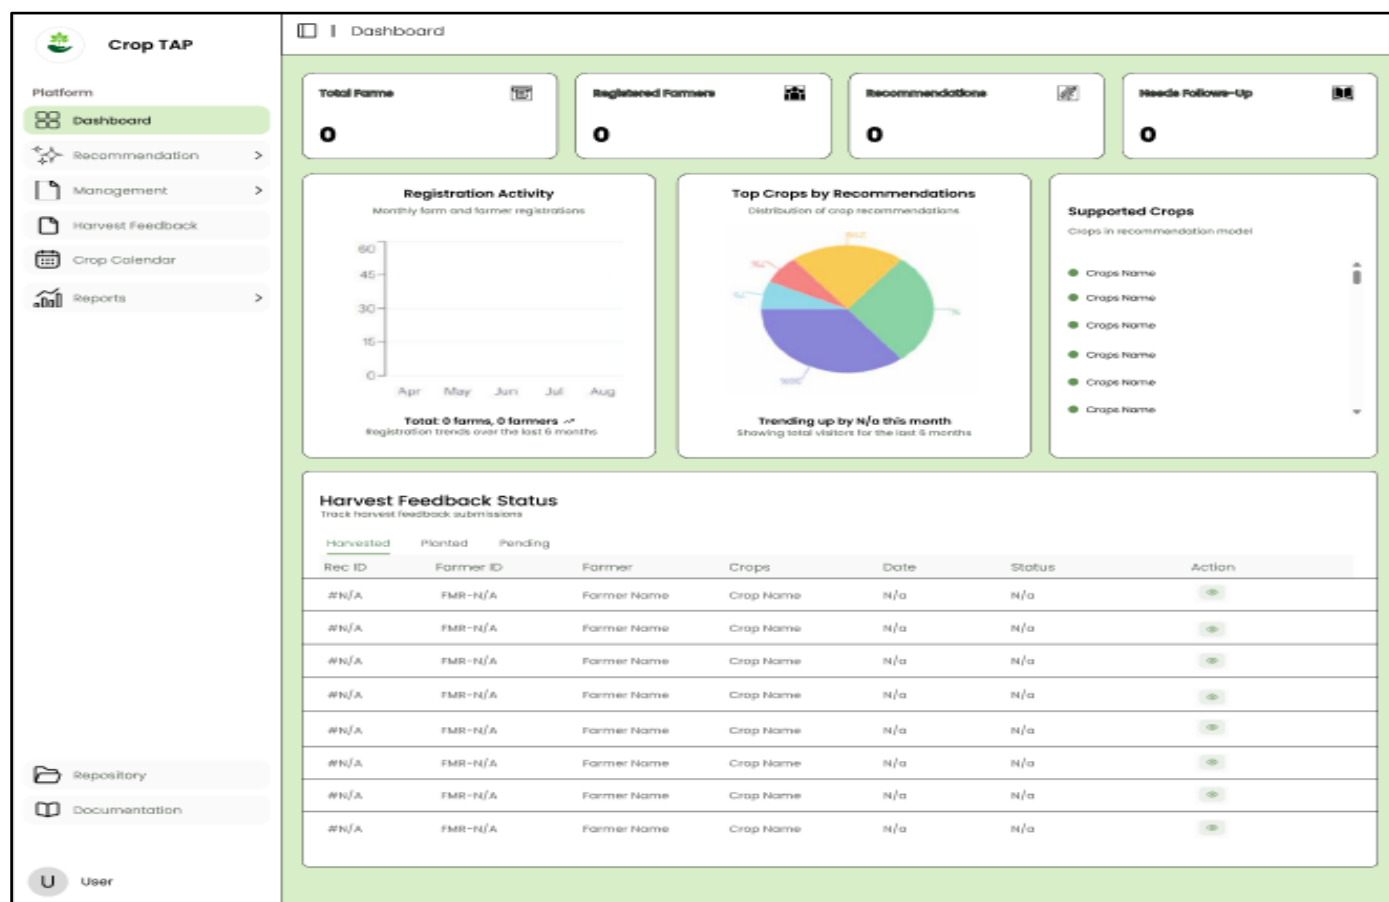 Crop TAP
Platform
Dashboard
Recommendation
Management
Harvest Feedback
Crop Calendar
Reports
Repository
Documentation
U User
Dashboard
Total Farms
0
Registered Farmers
0
Recommendations
0
Needs Follows-Up
0
Registration Activity
Monthly farm and farmer registrations
60
45
30
15
0
Apr May Jun Jul Aug
Total: 0 farms, 0 farmers
Registration trends over the last 6 months
Top Crops by Recommendations
Distribution of crop recommendations
Trending up by N/a this month
Showing total visitors for the last 6 months
Supported Crops
Crops in recommendation model
Crops Name
Crops Name
Crops Name
Crops Name
Crops Name
Crops Name
Harvest Feedback Status
Track harvest feedback submissions
Harvested Planted Pending
Rec ID Farmer ID Farmer Crops Date Status Action
#N/A FMR-N/A Farmer Name Crop Name N/a N/a
#N/A FMR-N/A Farmer Name Crop Name N/a N/a
#N/A FMR-N/A Farmer Name Crop Name N/a N/a
#N/A FMR-N/A Farmer Name Crop Name N/a N/a
#N/A FMR-N/A Farmer Name Crop Name N/a N/a
#N/A FMR-N/A Farmer Name Crop Name N/a N/a
#N/A FMR-N/A Farmer Name Crop Name N/a N/a
#N/A FMR-N/A Farmer Name Crop Name N/a N/a